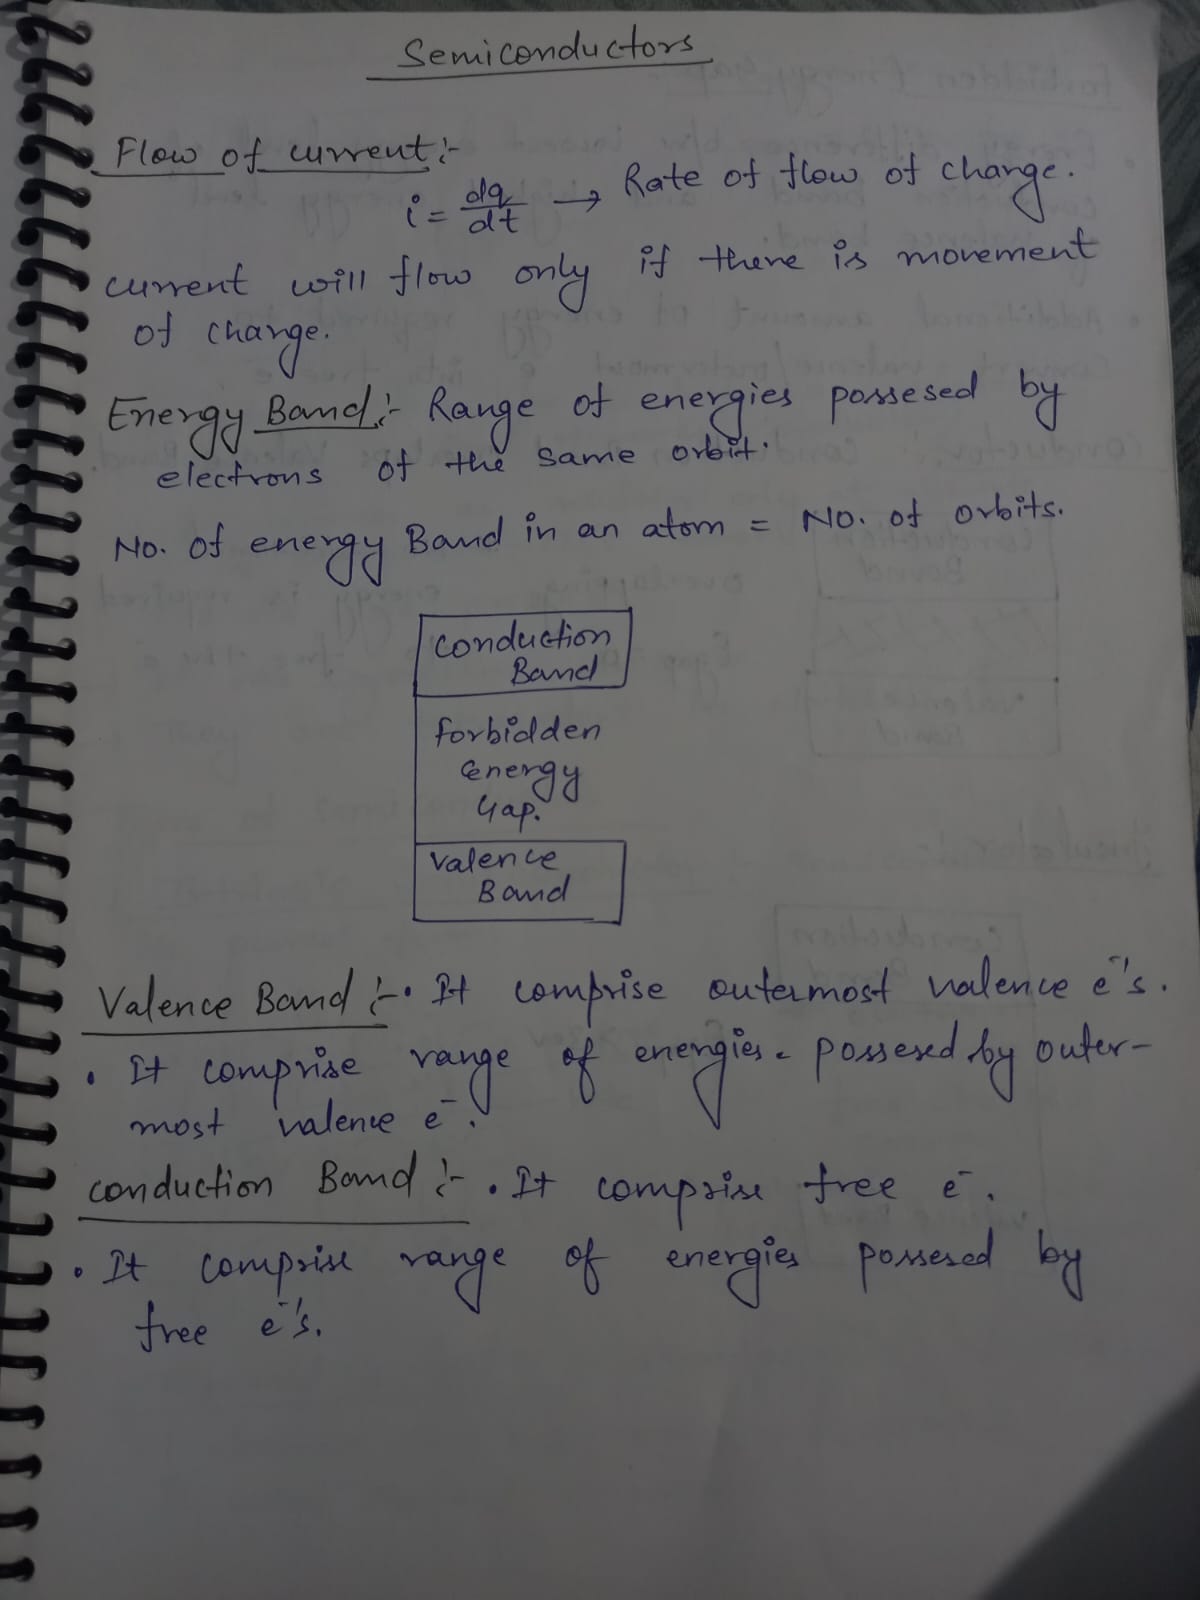 Semiconductors
Flow of current:-
i = dq/dt → Rate of flow of charge.
current will flow only if there is movement
of charge.
Energy Band:- Range of energies possesed by
electrons of the same orbit.
No. of energy Band in an atom = No. of orbits.
Conduction
Band
forbidden
energy
Gap.
Valence
Band
Valence Band:- • It comprise outermost valence e⁻'s.
• It comprise range of energies possesed by outer-
most valence e⁻.
conduction Band:- • It comprise free e⁻.
• It comprise range of energies possesed by
free e⁻'s.